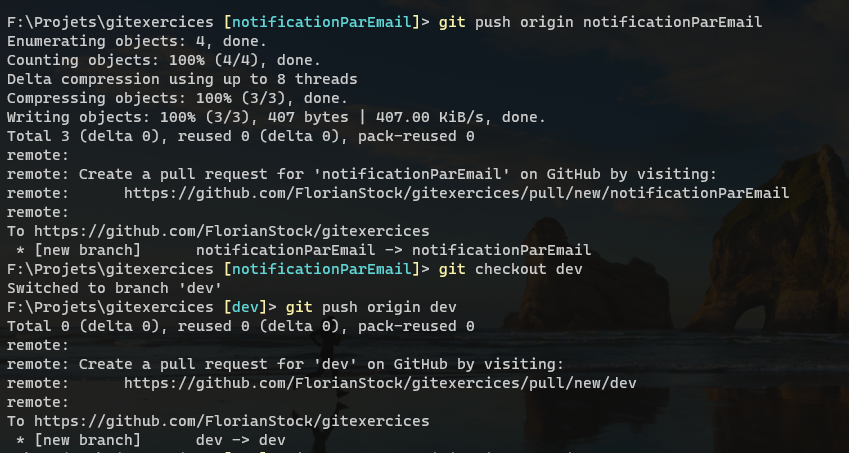 F:\Projets\gitexercices [notificationParEmail]> git push origin notificationParEmail
Enumerating objects: 4, done.
Counting objects: 100% (4/4), done.
Delta compression using up to 8 threads
Compressing objects: 100% (3/3), done.
Writing objects: 100% (3/3), 407 bytes | 407.00 KiB/s, done.
Total 3 (delta 0), reused 0 (delta 0), pack-reused 0
remote:
remote: Create a pull request for 'notificationParEmail' on GitHub by visiting:
remote:      https://github.com/FlorianStock/gitexercices/pull/new/notificationParEmail
remote:
To https://github.com/FlorianStock/gitexercices
 * [new branch]      notificationParEmail -> notificationParEmail
F:\Projets\gitexercices [notificationParEmail]> git checkout dev
Switched to branch 'dev'
F:\Projets\gitexercices [dev]> git push origin dev
Total 0 (delta 0), reused 0 (delta 0), pack-reused 0
remote:
remote: Create a pull request for 'dev' on GitHub by visiting:
remote:      https://github.com/FlorianStock/gitexercices/pull/new/dev
remote:
To https://github.com/FlorianStock/gitexercices
 * [new branch]      dev -> dev